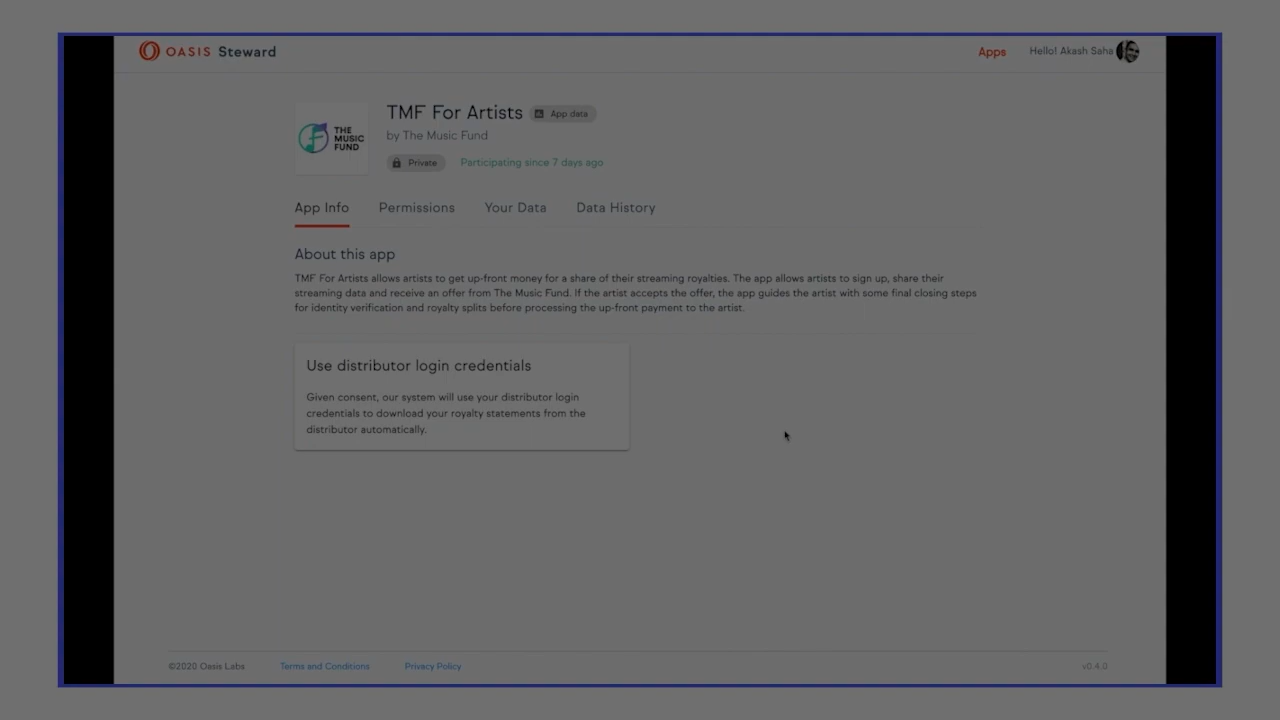 OASIS Steward
Apps
Hello! Akash Saha
THE
MUSIC
FUND
TMF For Artists
App data
by The Music Fund
Private
Participating since 7 days ago
App Info
Permissions
Your Data
Data History
About this app
TMF For Artists allows artists to get up-front money for a share of their streaming royalties. The app allows artists to sign up, share their
streaming data and receive an offer from The Music Fund. If the artist accepts the offer, the app guides the artist with some final closing steps
for identity verification and royalty splits before processing the up-front payment to the artist.
Use distributor login credentials
Given consent, our system will use your distributor login
credentials to download your royalty statements from the
distributor automatically.
©2020 Oasis Labs
Terms and Conditions
Privacy Policy
v0.4.0